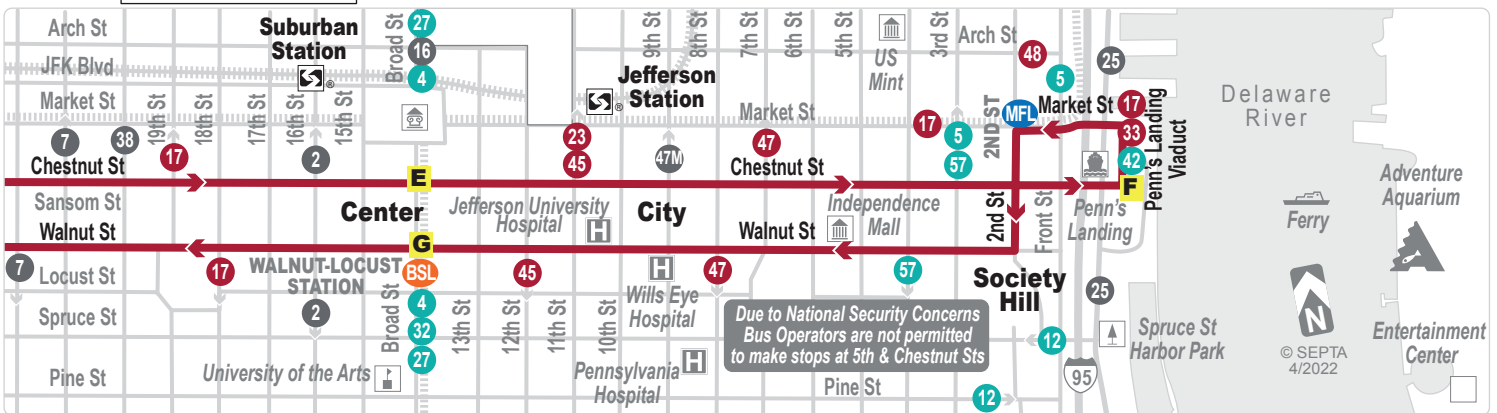 Arch St
JFK Blvd
Market St
Suburban
Station
®
Broad St
27
16
4
19th St
18th St
17th St
16th St
15th St
7
38
17
2
Chestnut St
Sansom St
Walnut St
E
Center
G
9th St
8th St
7th St
6th St
5th St
US
Mint
3rd St
Arch St
48
5
25
Jefferson
Station
®
Market St
23
45
47M
47
Chestnut St
17
5
57
2ND ST
MFL
Market St
17
33
42
F
Penn's Landing
Viaduct
Jefferson University
Hospital
H
City
Walnut St
Independence
Mall
2nd St
Front St
Penn's
Landing
Delaware
River
Ferry
Adventure
Aquarium
7
Locust St
17
WALNUT-LOCUST
STATION
BSL
2
Spruce St
Broad St
4
32
27
13th St
45
12th St
11th St
10th St
H
Wills Eye
Hospital
47
57
Society
Hill
25
Due to National Security Concerns
Bus Operators are not permitted
to make stops at 5th & Chestnut Sts
12
Spruce St
Harbor Park
N
© SEPTA
4/2022
Entertainment
Center
Pine St
University of the Arts
Pennsylvania
Hospital
H
Pine St
12
95